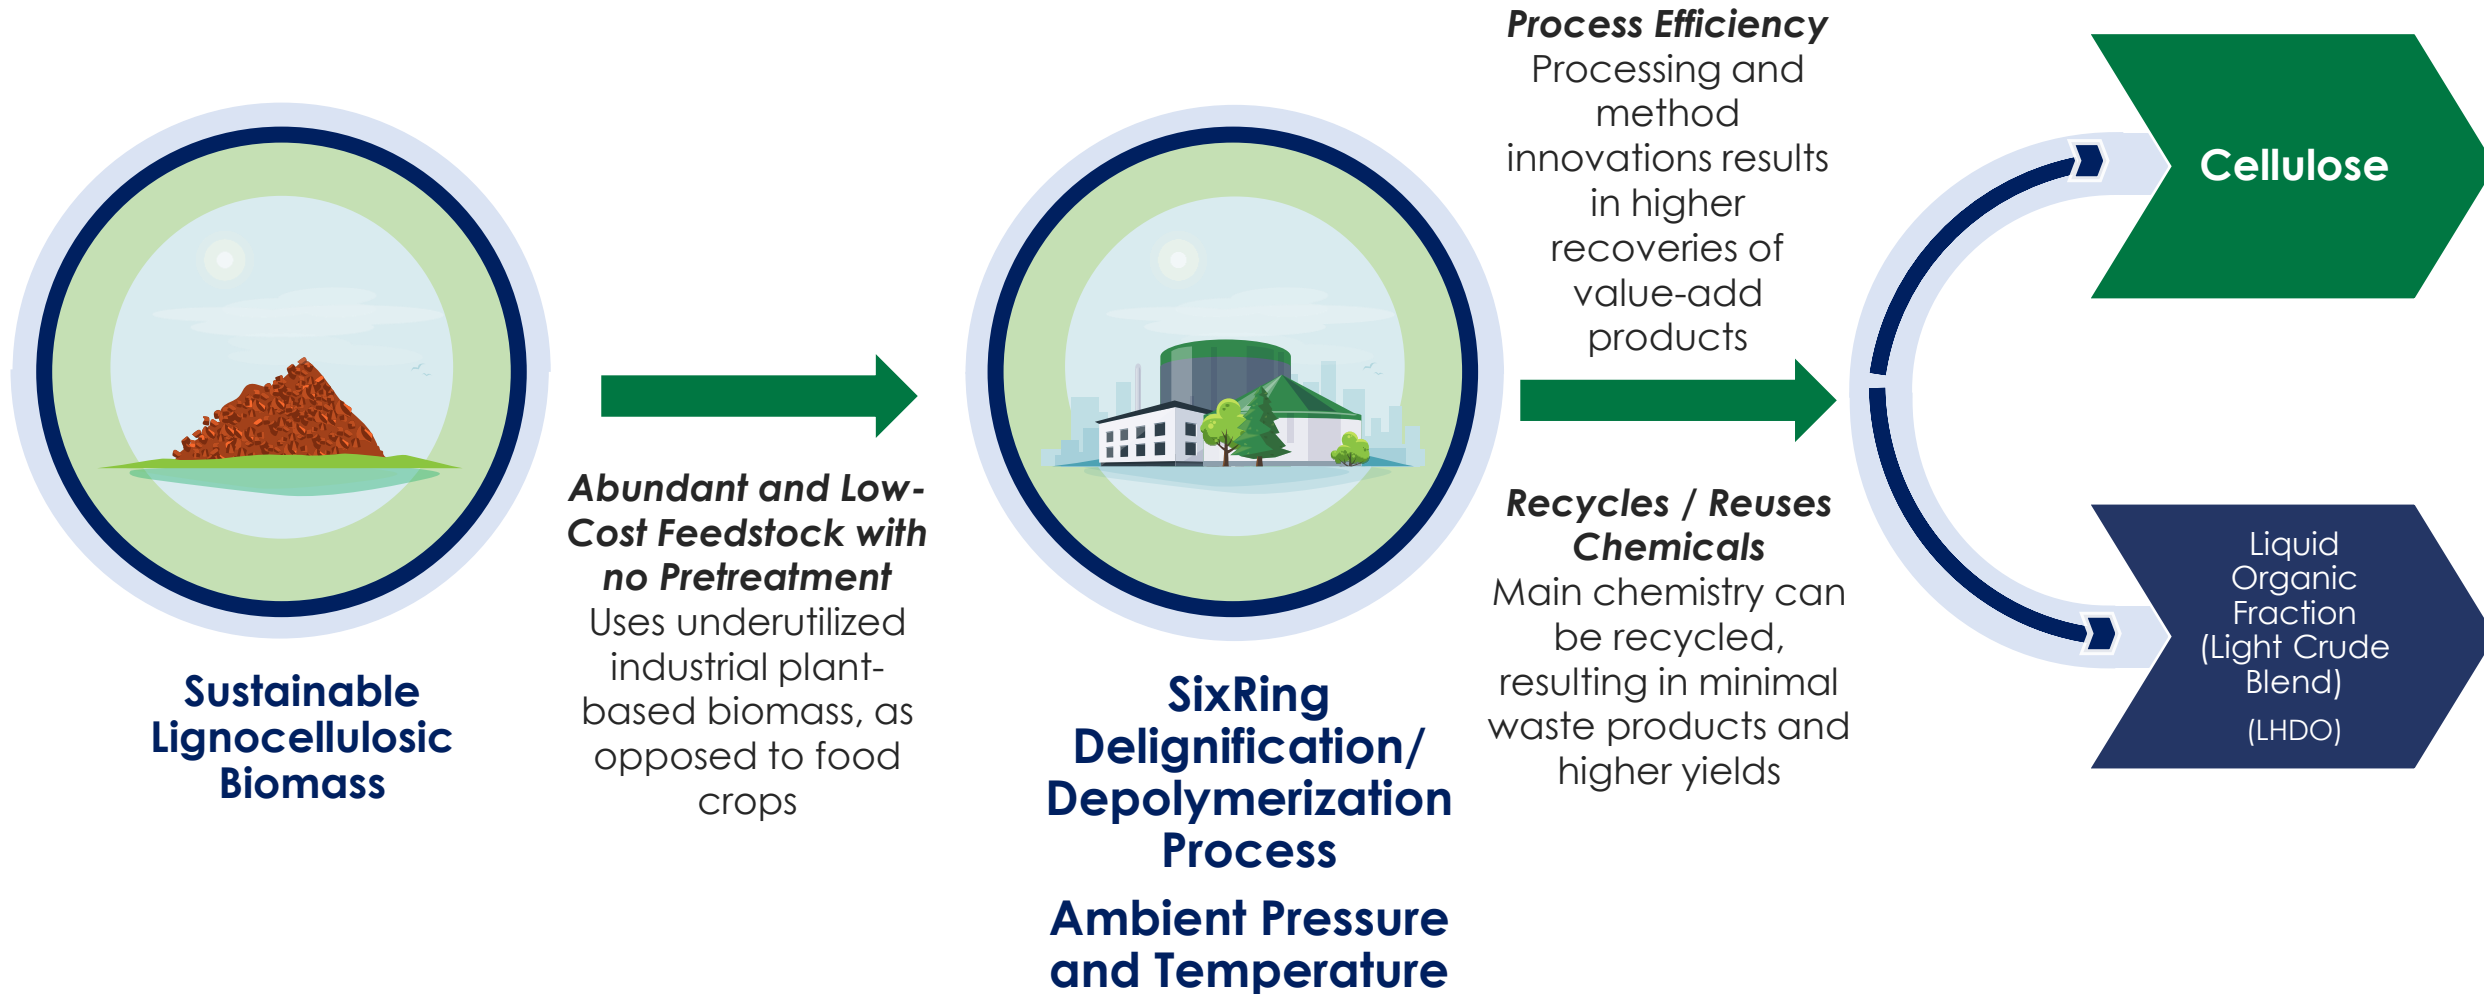 Sustainable
Lignocellulosic
Biomass
Abundant and Low-
Cost Feedstock with
no Pretreatment
Uses underutilized
industrial plant-
based biomass, as
opposed to food
crops
SixRing
Delignification/
Depolymerization
Process
Ambient Pressure
and Temperature
Process Efficiency
Processing and
method
innovations results
in higher
recoveries of
value-add
products
Recycles / Reuses
Chemicals
Main chemistry can
be recycled,
resulting in minimal
waste products and
higher yields
Cellulose
Liquid
Organic
Fraction
(Light Crude
Blend)
(LHDO)